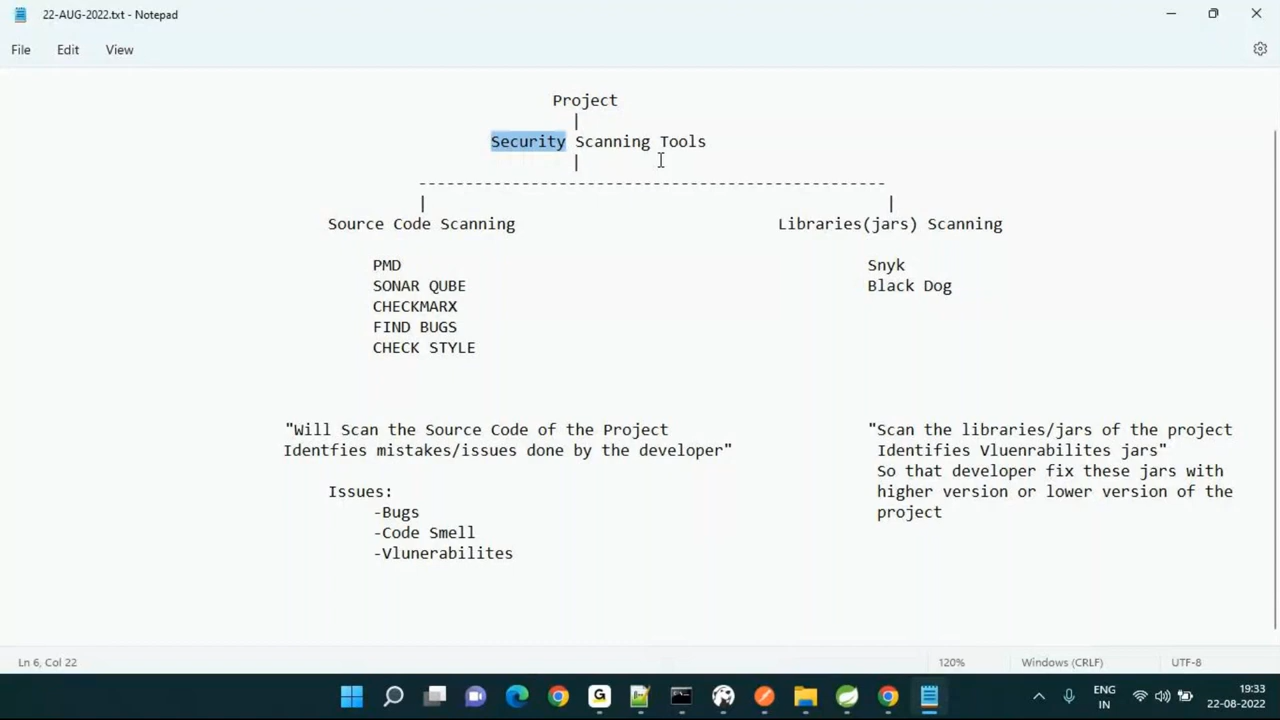 22-AUG-2022.txt - Notepad
File Edit View
Project
|
Security Scanning Tools
|
--------------------------------------------------
| |
Source Code Scanning Libraries(jars) Scanning
PMD Snyk
SONAR QUBE Black Dog
CHECKMARX
FIND BUGS
CHECK STYLE
"Will Scan the Source Code of the Project "Scan the libraries/jars of the project
Identfies mistakes/issues done by the developer" Identifies Vluenrabilites jars"
So that developer fix these jars with
Issues: higher version or lower version of the
-Bugs project
-Code Smell
-Vlunerabilites
Ln 6, Col 22 120% Windows (CRLF) UTF-8
ENG 19:33
IN 22-08-2022